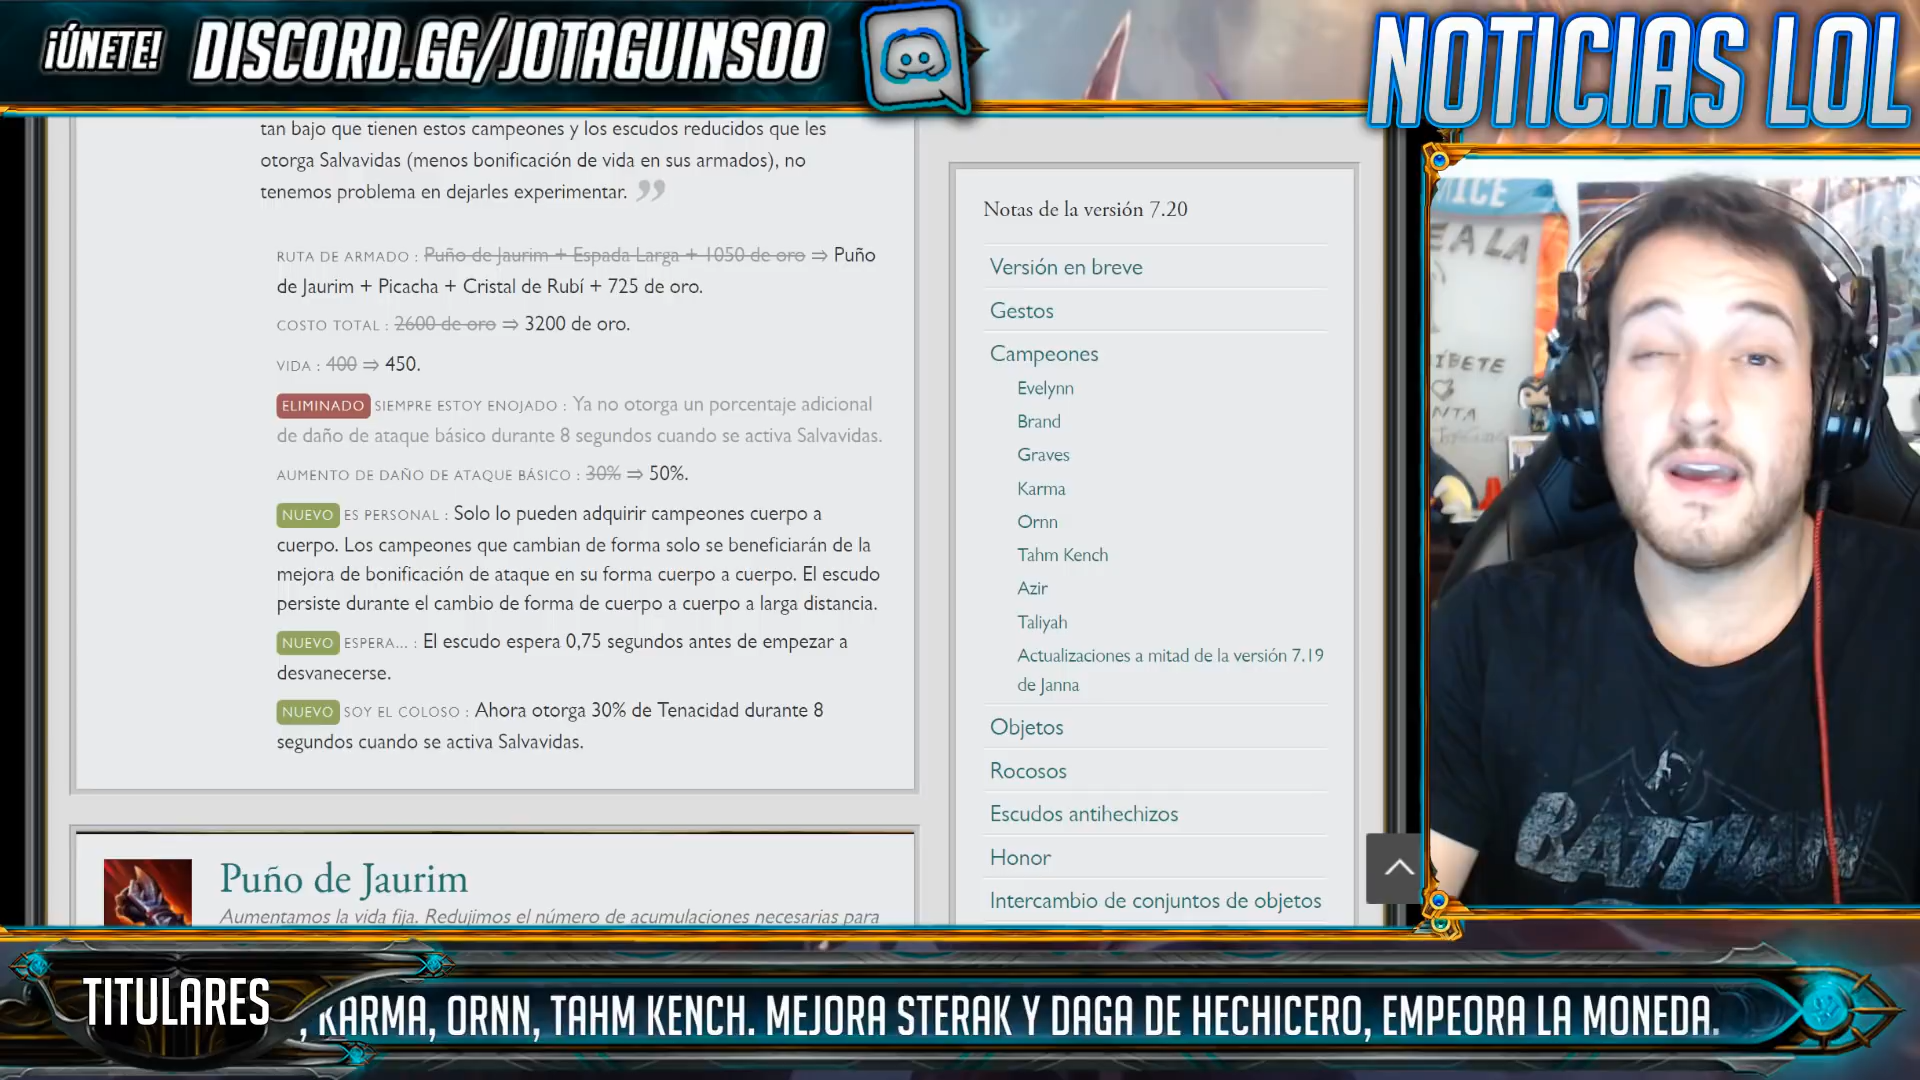 ¡ÚNETE!
DISCORD.GG/JOTAGUINSOO
NOTICIAS LOL
tan bajo que tienen estos campeones y los escudos reducidos que les
otorga Salvavidas (menos bonificación de vida en sus armados), no
tenemos problema en dejarles experimentar. ”
RUTA DE ARMADO : Puño de Jaurim + Espada Larga + 1050 de oro ⇒ Puño
de Jaurim + Picacha + Cristal de Rubí + 725 de oro.
COSTO TOTAL : 2600 de oro ⇒ 3200 de oro.
VIDA : 400 ⇒ 450.
ELIMINADO SIEMPRE ESTOY ENOJADO : Ya no otorga un porcentaje adicional
de daño de ataque básico durante 8 segundos cuando se activa Salvavidas.
AUMENTO DE DAÑO DE ATAQUE BÁSICO : 30% ⇒ 50%.
NUEVO ES PERSONAL : Solo lo pueden adquirir campeones cuerpo a
cuerpo. Los campeones que cambian de forma solo se beneficiarán de la
mejora de bonificación de ataque en su forma cuerpo a cuerpo. El escudo
persiste durante el cambio de forma de cuerpo a cuerpo a larga distancia.
NUEVO ESPERA... : El escudo espera 0,75 segundos antes de empezar a
desvanecerse.
NUEVO SOY EL COLOSO : Ahora otorga 30% de Tenacidad durante 8
segundos cuando se activa Salvavidas.
Puño de Jaurim
Aumentamos la vida fija. Redujimos el número de acumulaciones necesarias para
Notas de la versión 7.20
Versión en breve
Gestos
Campeones
Evelynn
Brand
Graves
Karma
Ornn
Tahm Kench
Azir
Taliyah
Actualizaciones a mitad de la versión 7.19
de Janna
Objetos
Rocosos
Escudos antihechizos
Honor
Intercambio de conjuntos de objetos
BATMAN
TITULARES
, KARMA, ORNN, TAHM KENCH. MEJORA STERAK Y DAGA DE HECHICERO, EMPEORA LA MONEDA.